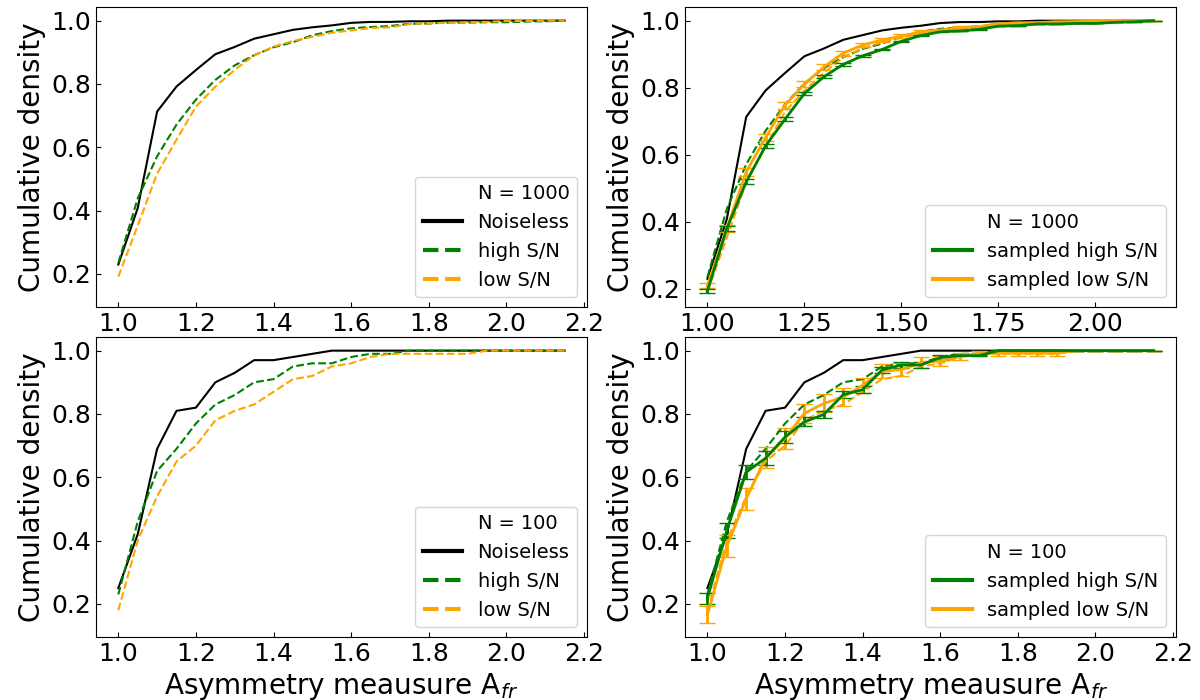 Cumulative density
1.0
0.8
0.6
0.4
0.2
N = 1000
Noiseless
high S/N
low S/N
1.0 1.2 1.4 1.6 1.8 2.0 2.2
Cumulative density
1.0
0.8
0.6
0.4
0.2
N = 1000
sampled high S/N
sampled low S/N
1.00 1.25 1.50 1.75 2.00
Cumulative density
1.0
0.8
0.6
0.4
0.2
N = 100
Noiseless
high S/N
low S/N
1.0 1.2 1.4 1.6 1.8 2.0 2.2
Asymmetry meausure A_fr
Cumulative density
1.0
0.8
0.6
0.4
0.2
N = 100
sampled high S/N
sampled low S/N
1.0 1.2 1.4 1.6 1.8 2.0 2.2
Asymmetry meausure A_fr